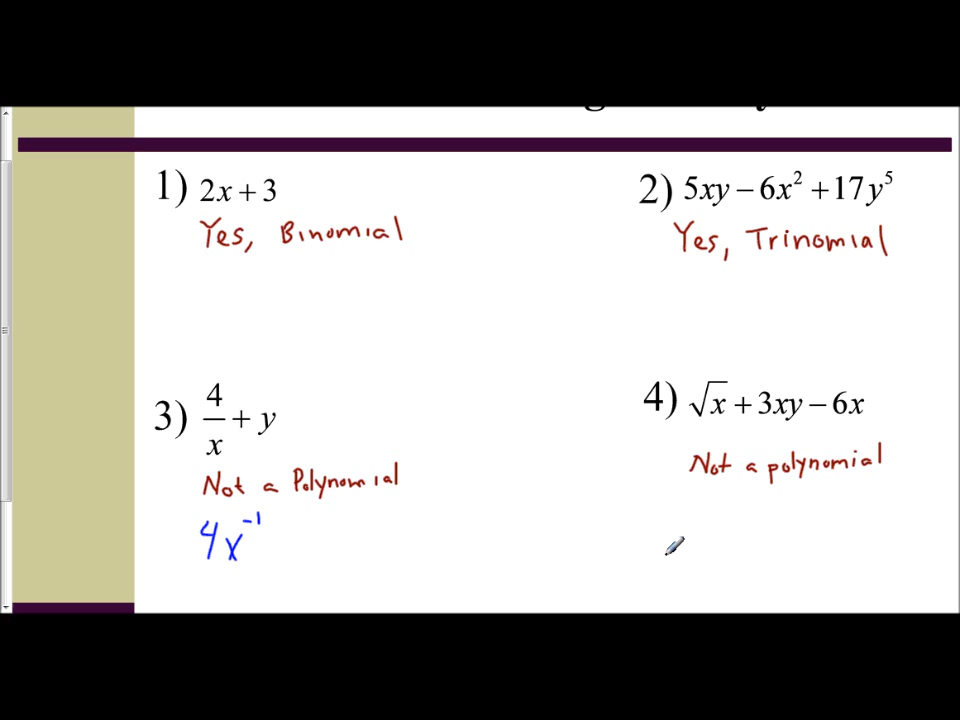 1) 2x + 3
Yes, Binomial
2) 5xy − 6x² + 17y⁵
Yes, Trinomial
3) 4/x + y
Not a Polynomial
4x⁻¹
4) √x + 3xy − 6x
Not a polynomial